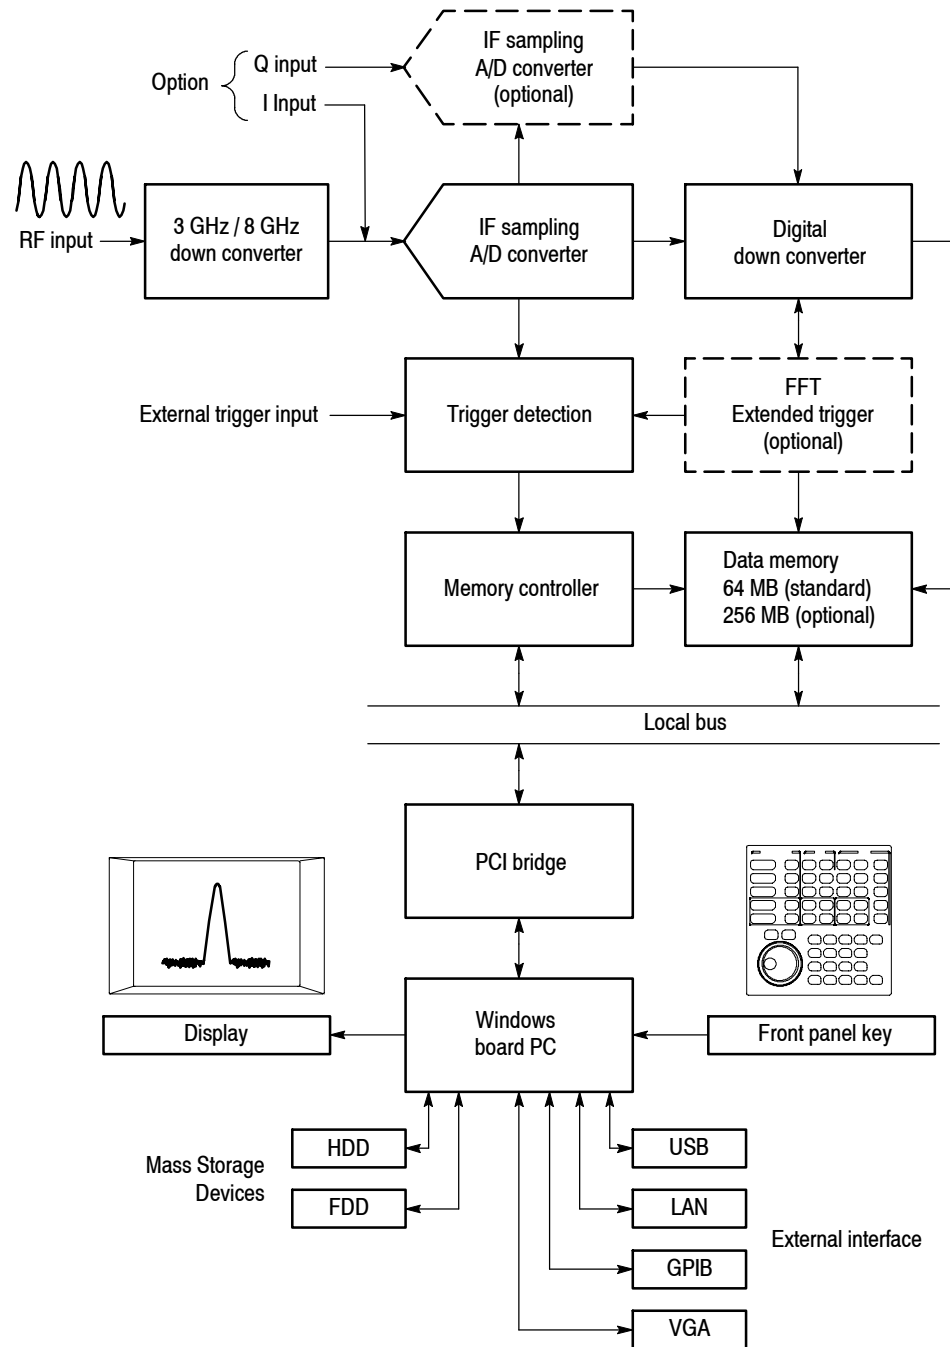 IF sampling
A/D converter
(optional)
Option
Q input
I Input
RF input
3 GHz / 8 GHz
down converter
IF sampling
A/D converter
Digital
down converter
External trigger input
Trigger detection
FFT
Extended trigger
(optional)
Memory controller
Data memory
64 MB (standard)
256 MB (optional)
Local bus
PCI bridge
Display
Windows
board PC
Front panel key
Mass Storage
Devices
HDD
FDD
USB
LAN
GPIB
VGA
External interface